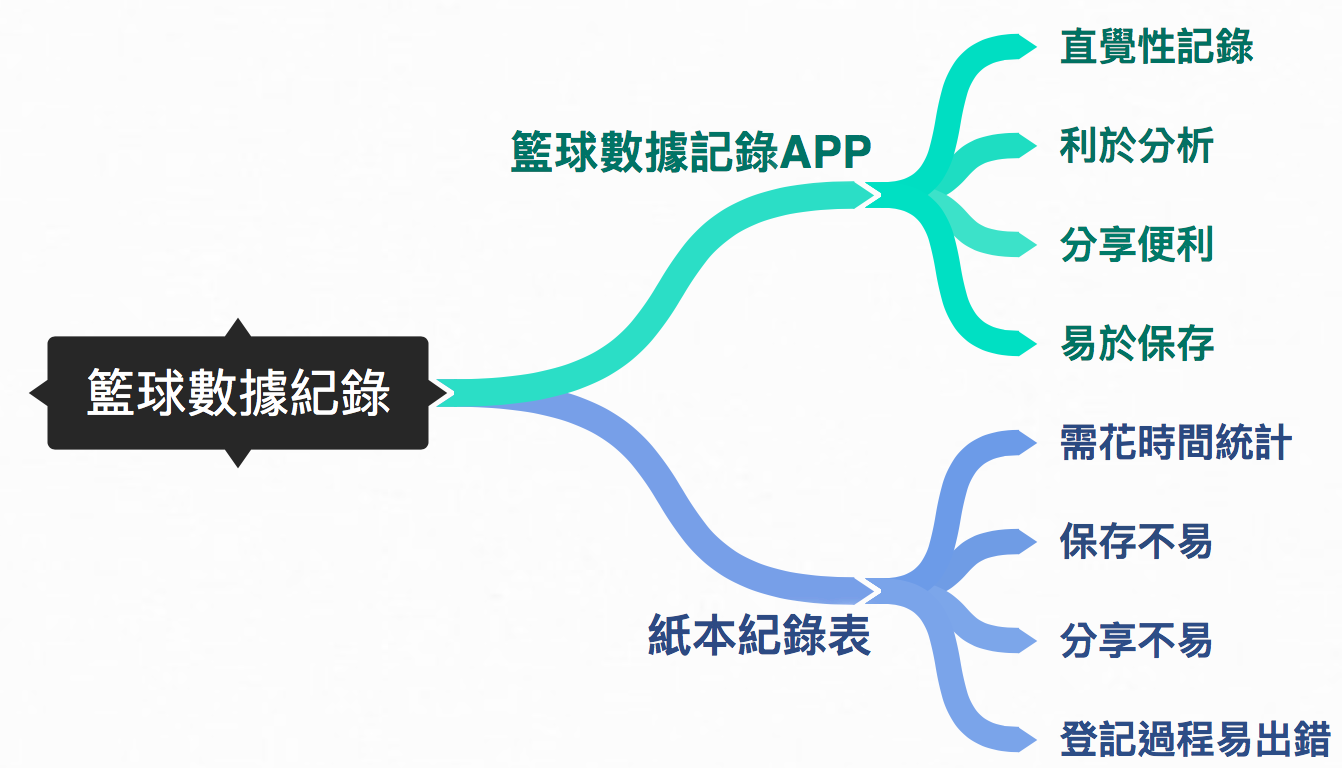 籃球數據紀錄
籃球數據記錄APP
直覺性記錄
利於分析
分享便利
易於保存
紙本紀錄表
需花時間統計
保存不易
分享不易
登記過程易出錯